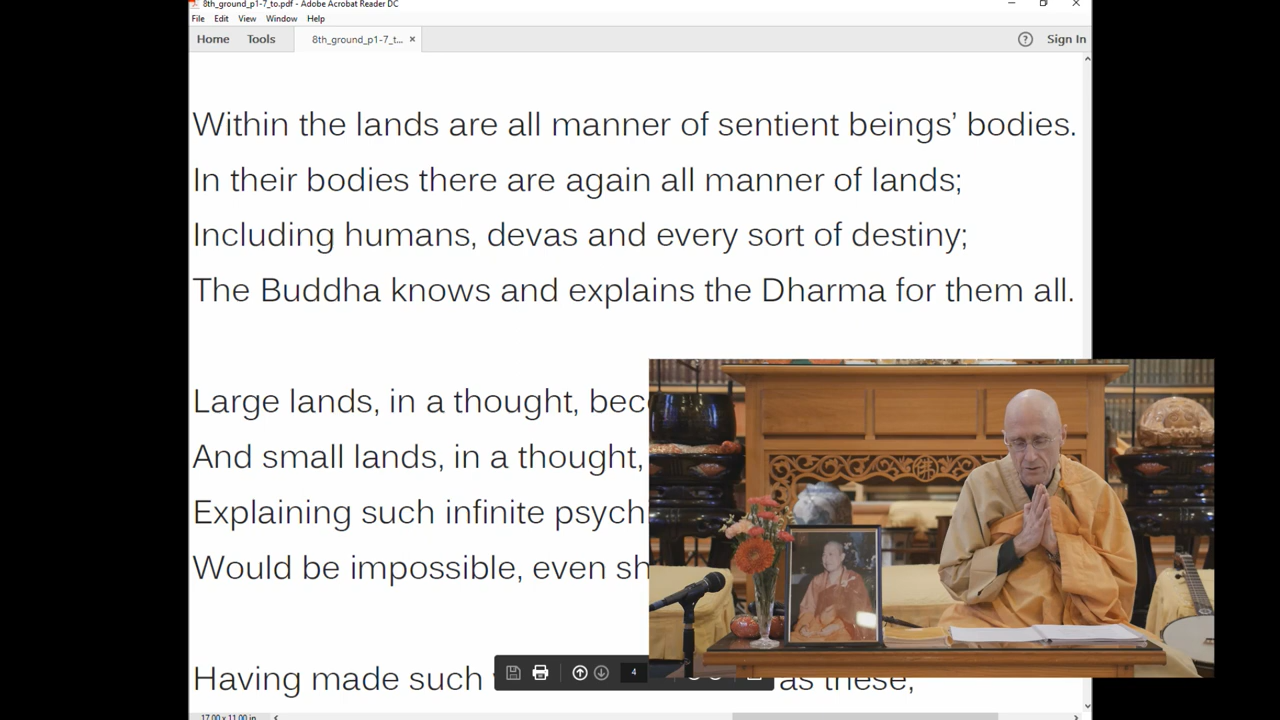 8th_ground_p1-7_to.pdf - Adobe Acrobat Reader DC
File Edit View Window Help
Home Tools 8th_ground_p1-7_t... × ? Sign In
Within the lands are all manner of sentient beings’ bodies.
In their bodies there are again all manner of lands;
Including humans, devas and every sort of destiny;
The Buddha knows and explains the Dharma for them all.
Large lands, in a thought,
And small lands, in a thought,
Explaining such infinite
Would be impossible, even
佛
Having made such
as these,
4
17.00 x 11.00 in